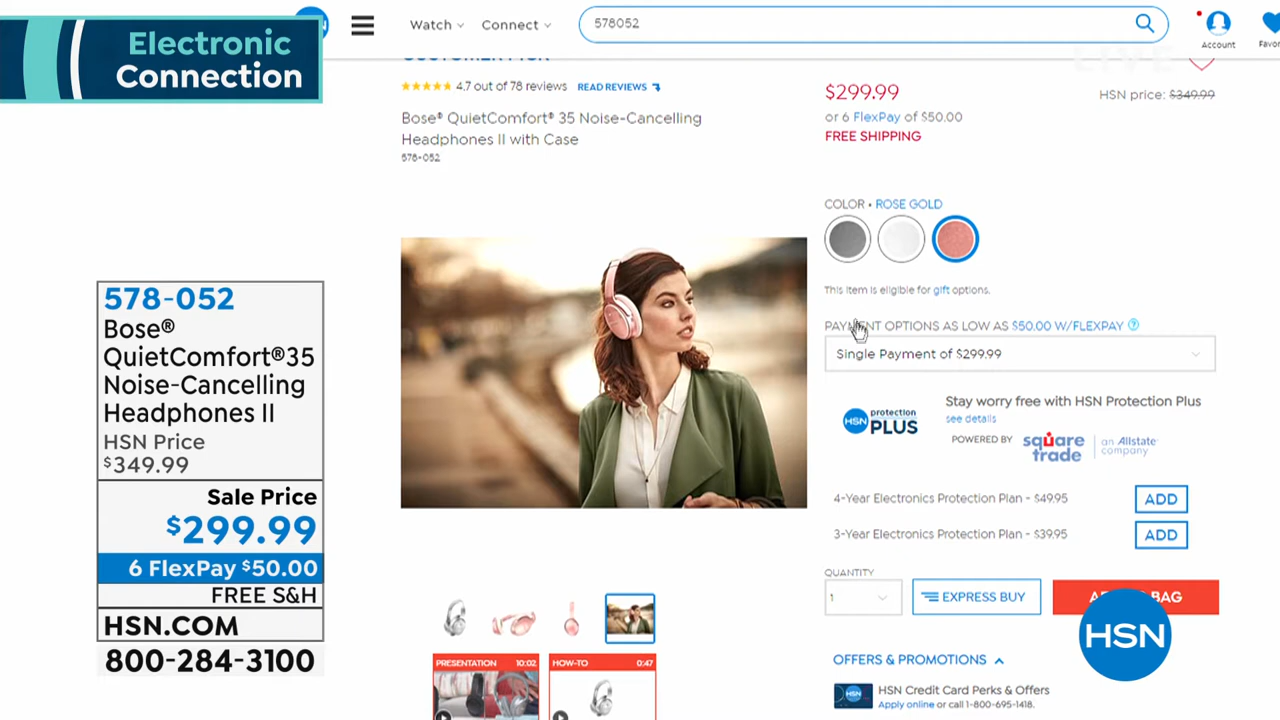 Electronic
Connection
Watch
Connect
578052
Account
LIVE
4.7 out of 78 reviews READ REVIEWS
Bose® QuietComfort® 35 Noise-Cancelling
Headphones II with Case
578-052
$299.99
HSN price: $349.99
or 6 FlexPay of $50.00
FREE SHIPPING
COLOR • ROSE GOLD
This item is eligible for gift options.
PAYMENT OPTIONS AS LOW AS $50.00 W/FLEXPAY
Single Payment of $299.99
HSN protection PLUS
Stay worry free with HSN Protection Plus
see details
POWERED BY square trade | an Allstate company
4-Year Electronics Protection Plan - $49.95 ADD
3-Year Electronics Protection Plan - $39.95 ADD
QUANTITY
1
EXPRESS BUY
BAG
HSN
OFFERS & PROMOTIONS
HSN
HSN Credit Card Perks & Offers
Apply online or call 1-800-695-1418.
PRESENTATION 10:02
HOW-TO 0:47
578-052
Bose®
QuietComfort®35
Noise-Cancelling
Headphones II
HSN Price
$349.99
Sale Price
$299.99
6 FlexPay $50.00
FREE S&H
HSN.COM
800-284-3100